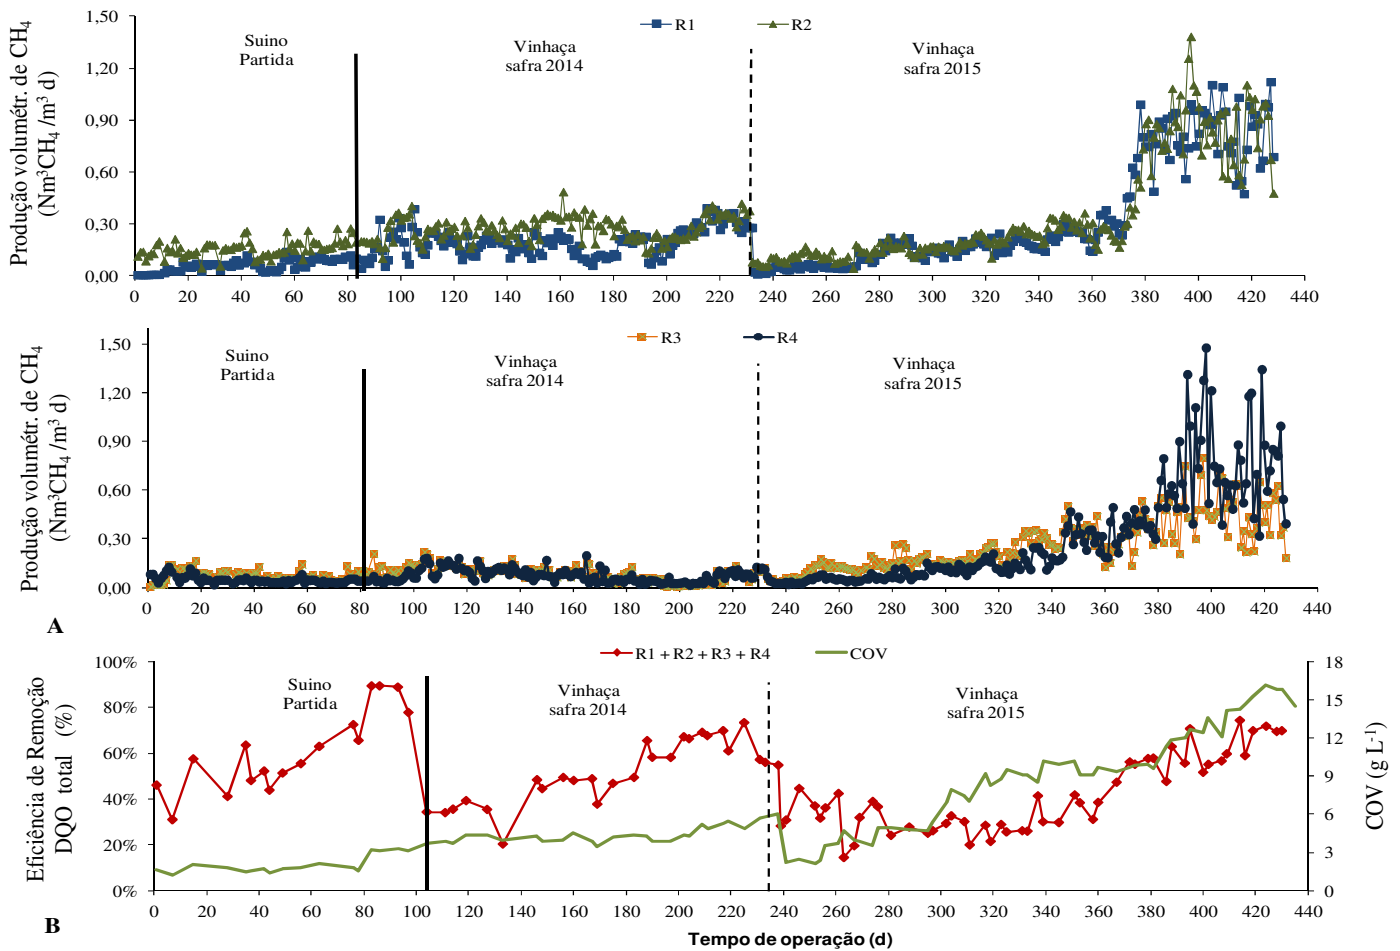 Produção volumétr. de CH4
(Nm³CH4 /m³ d)
1,50
1,20
0,90
0,60
0,30
0,00
R1
R2
Suino
Partida
Vinhaça
safra 2014
Vinhaça
safra 2015
0 20 40 60 80 100 120 140 160 180 200 220 240 260 280 300 320 340 360 380 400 420 440
Produção volumétr. de CH4
(Nm³CH4 /m³ d)
1,50
1,20
0,90
0,60
0,30
0,00
R3
R4
Suino
Partida
Vinhaça
safra 2014
Vinhaça
safra 2015
0 20 40 60 80 100 120 140 160 180 200 220 240 260 280 300 320 340 360 380 400 420 440
A
Eficiência de Remoção
DQO total (%)
100%
80%
60%
40%
20%
0%
R1 + R2 + R3 + R4
COV
Suino
Partida
Vinhaça
safra 2014
Vinhaça
safra 2015
18
15
12
9
6
3
0
COV (g L-1)
0 20 40 60 80 100 120 140 160 180 200 220 240 260 280 300 320 340 360 380 400 420 440
B
Tempo de operação (d)